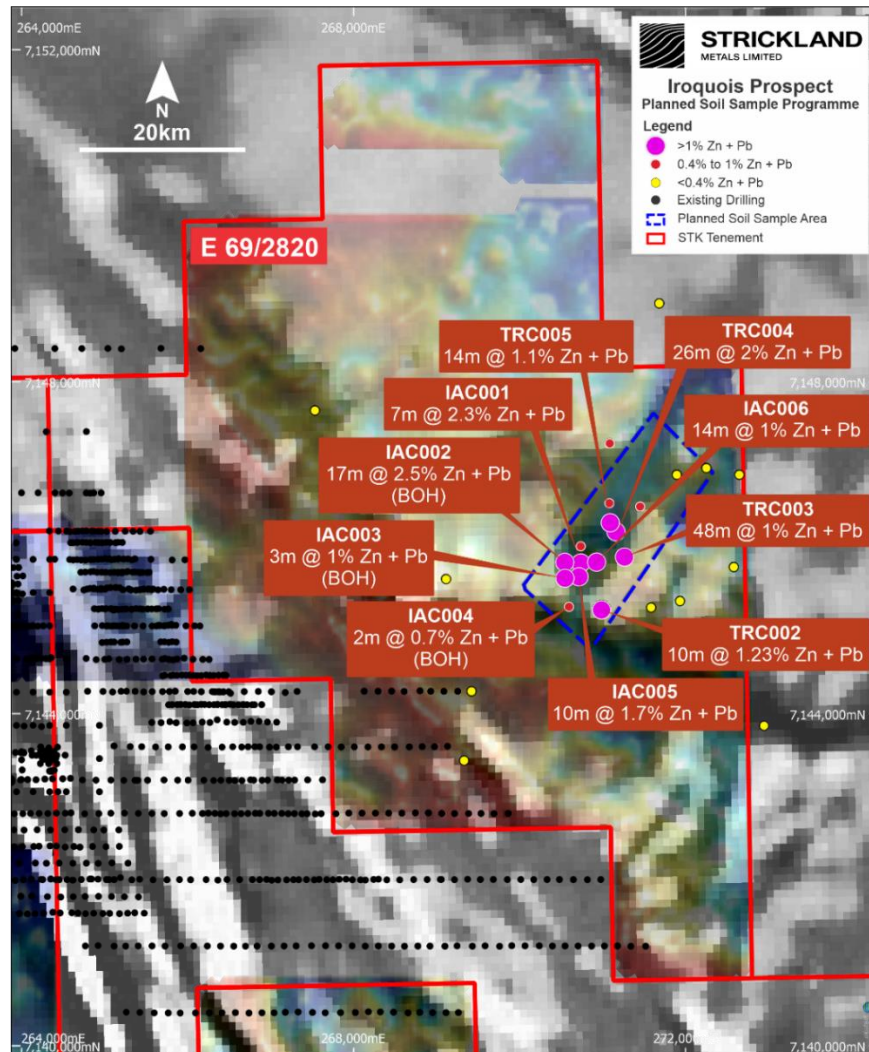 264,000mE
268,000mE
7,152,000mN
N
20km
STRICKLAND
METALS LIMITED
Iroquois Prospect
Planned Soil Sample Programme
Legend
>1% Zn + Pb
0.4% to 1% Zn + Pb
<0.4% Zn + Pb
Existing Drilling
Planned Soil Sample Area
STK Tenement
E 69/2820
TRC005
14m @ 1.1% Zn + Pb
TRC004
26m @ 2% Zn + Pb
7,148,000mN
7,148,000mN
IAC001
7m @ 2.3% Zn + Pb
IAC006
14m @ 1% Zn + Pb
IAC002
17m @ 2.5% Zn + Pb
(BOH)
TRC003
48m @ 1% Zn + Pb
IAC003
3m @ 1% Zn + Pb
(BOH)
IAC004
2m @ 0.7% Zn + Pb
(BOH)
TRC002
10m @ 1.23% Zn + Pb
IAC005
10m @ 1.7% Zn + Pb
7,144,000mN
7,144,000mN
264,000mE
7,140,000mN
268,000mE
272,000mE
7,140,000mN